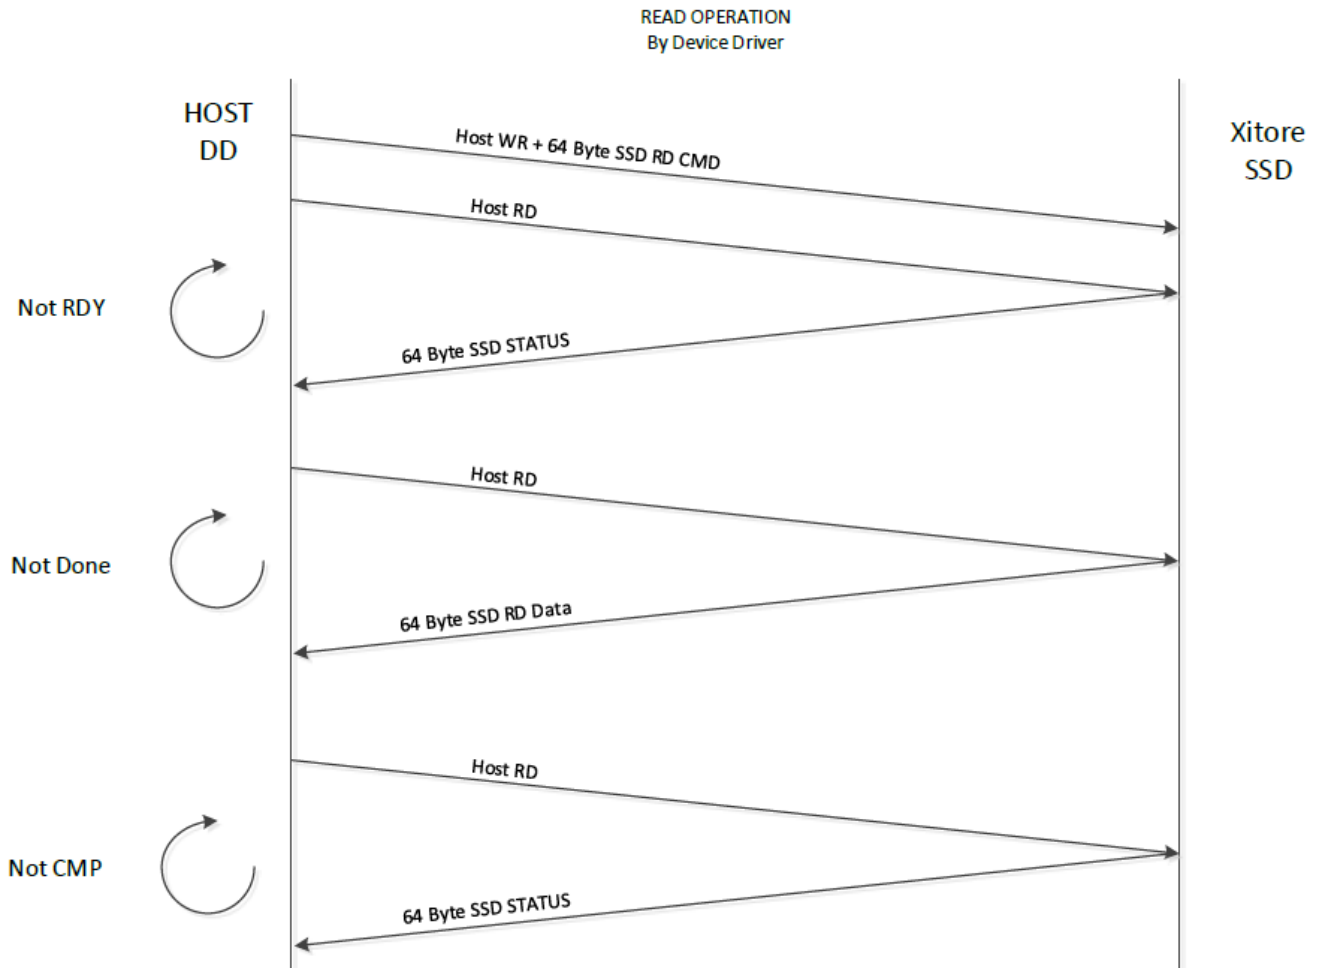 READ OPERATION
By Device Driver
HOST
DD
Xitore
SSD
Host WR + 64 Byte SSD RD CMD
Host RD
Not RDY
64 Byte SSD STATUS
Host RD
Not Done
64 Byte SSD RD Data
Host RD
Not CMP
64 Byte SSD STATUS